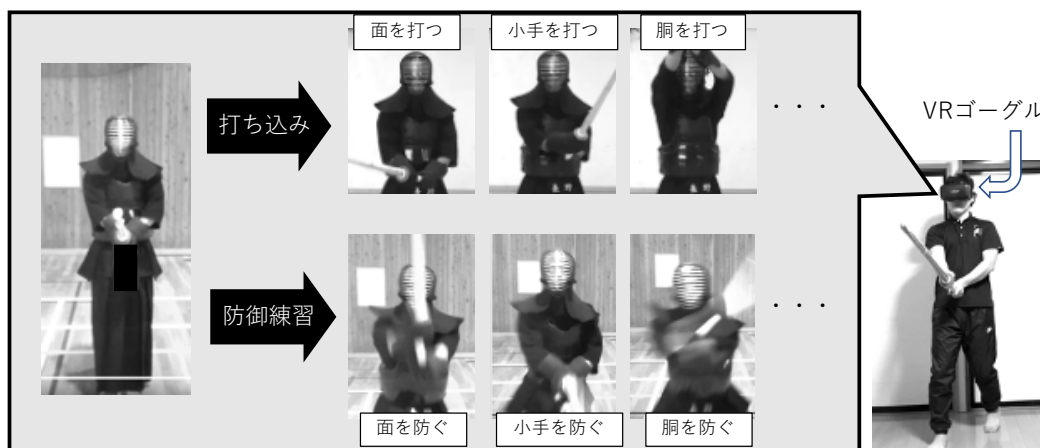 面を打つ
小手を打つ
胴を打つ
打ち込み
・・・
VRゴーグル
防御練習
・・・
面を防ぐ
小手を防ぐ
胴を防ぐ